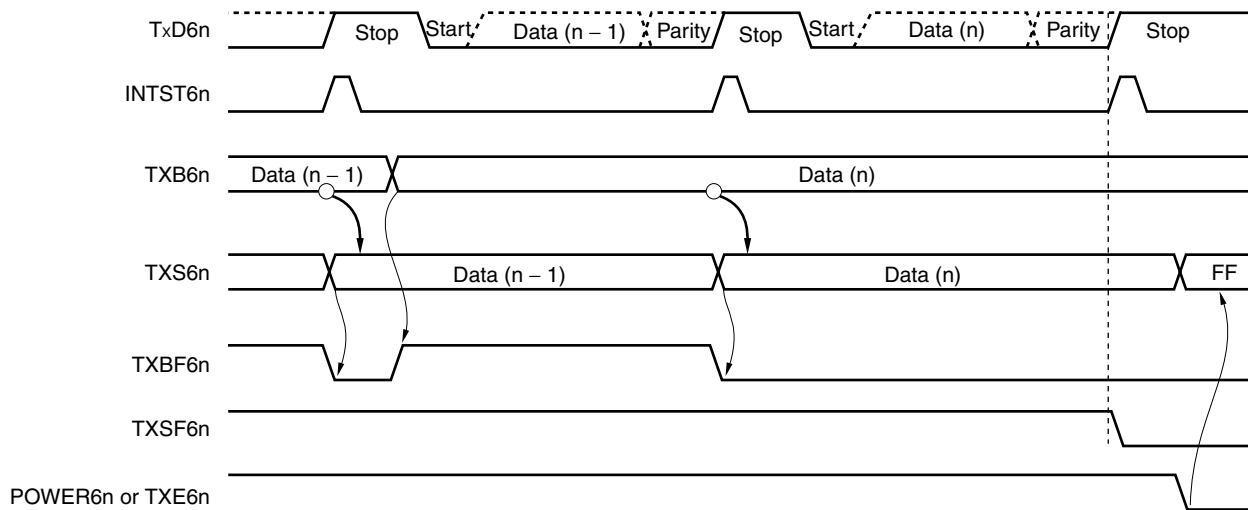 TxD6n Stop Start Data (n – 1) Parity Stop Start Data (n) Parity Stop
INTST6n
TXB6n Data (n – 1) Data (n)
TXS6n Data (n – 1) Data (n) FF
TXBF6n
TXSF6n
POWER6n or TXE6n